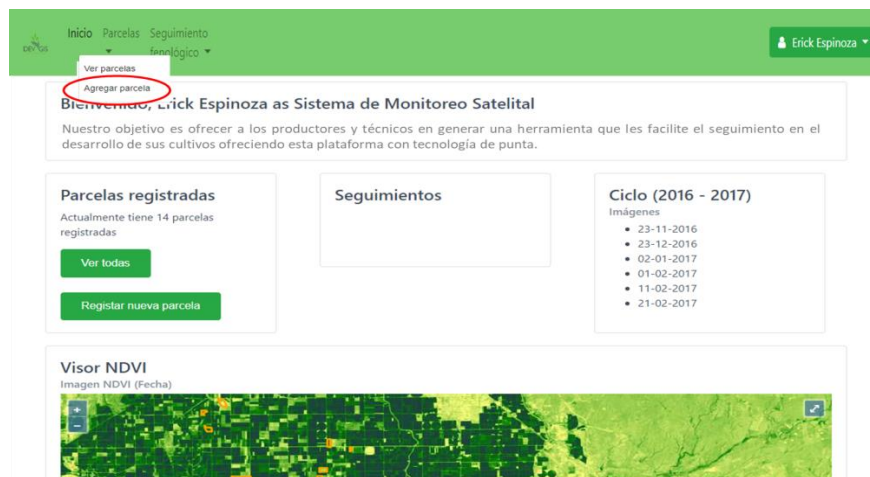 Inicio Parcelas Seguimiento
fenológico
Erick Espinoza
Ver parcelas
Agregar parcela
Bienvenido, Erick Espinoza as Sistema de Monitoreo Satelital
Nuestro objetivo es ofrecer a los productores y técnicos en generar una herramienta que les facilite el seguimiento en el
desarrollo de sus cultivos ofreciendo esta plataforma con tecnología de punta.
Parcelas registradas
Actualmente tiene 14 parcelas
registradas
Ver todas
Registar nueva parcela
Seguimientos
Ciclo (2016 - 2017)
Imágenes
23-11-2016
23-12-2016
02-01-2017
01-02-2017
11-02-2017
21-02-2017
Visor NDVI
Imagen NDVI (Fecha)
+
−